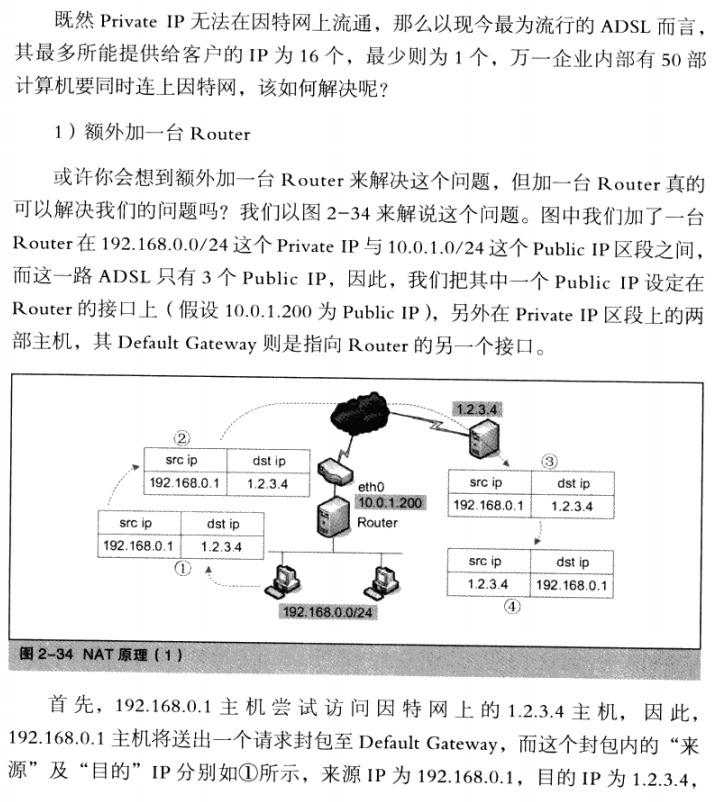 既然 Private IP 无法在因特网上流通，那么以现今最为流行的 ADSL 而言，
其最多所能提供给客户的 IP 为 16 个，最少则为 1 个，万一企业内部有 50 部
计算机要同时连上因特网，该如何解决呢？
1）额外加一台 Router
或许你会想到额外加一台 Router 来解决这个问题，但加一台 Router 真的
可以解决我们的问题吗？我们以图 2-34 来解说这个问题。图中我们加了一台
Router 在 192.168.0.0/24 这个 Private IP 与 10.0.1.0/24 这个 Public IP 区段之间，
而这一路 ADSL 只有 3 个 Public IP，因此，我们把其中一个 Public IP 设定在
Router 的接口上（假设 10.0.1.200 为 Public IP），另外在 Private IP 区段上的两
部主机，其 Default Gateway 则是指向 Router 的另一个接口。
1.2.3.4
②
src ip dst ip
192.168.0.1 1.2.3.4
src ip dst ip
192.168.0.1 1.2.3.4
①
eth0
10.0.1.200
Router
192.168.0.0/24
③
src ip dst ip
192.168.0.1 1.2.3.4
src ip dst ip
1.2.3.4 192.168.0.1
④
图 2-34 NAT 原理（1）
首先，192.168.0.1 主机尝试访问因特网上的 1.2.3.4 主机，因此，
192.168.0.1 主机将送出一个请求封包至 Default Gateway，而这个封包内的“来
源”及“目的”IP 分别如①所示，来源 IP 为 192.168.0.1，目的 IP 为 1.2.3.4，